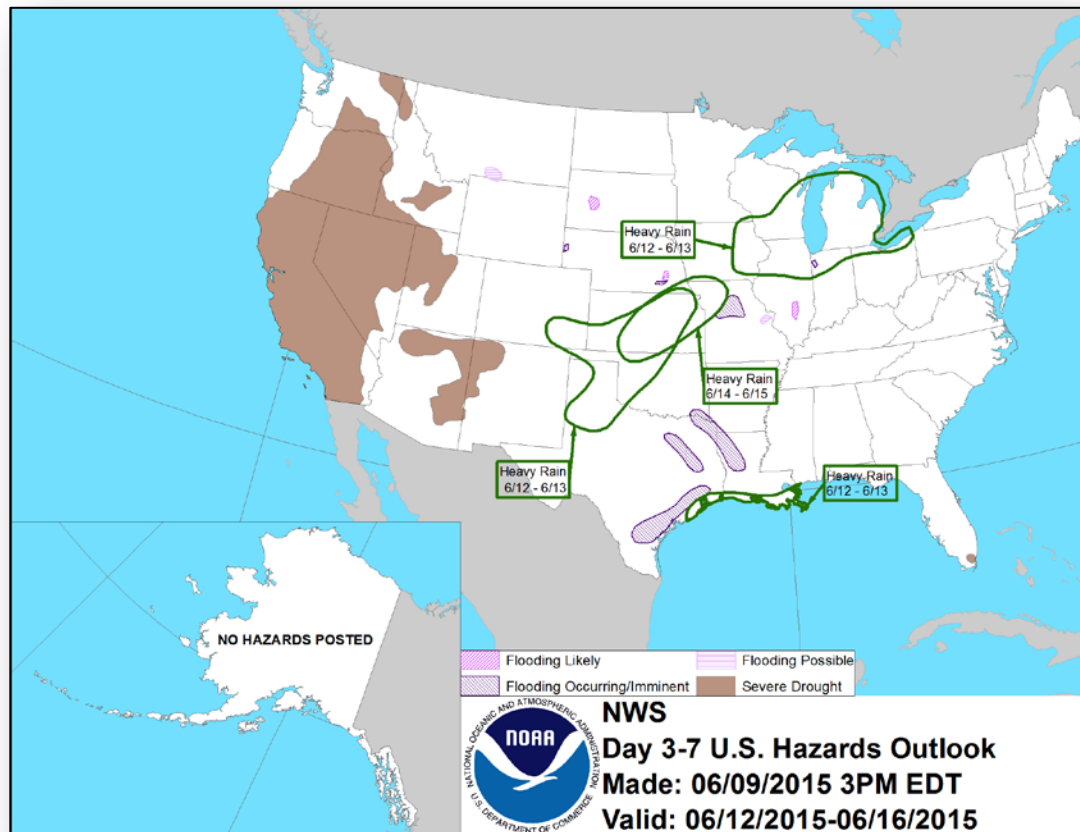 Heavy Rain
6/12 - 6/13
Heavy Rain
6/14 - 6/15
Heavy Rain
6/12 - 6/13
Heavy Rain
6/12 - 6/13
NO HAZARDS POSTED
Flooding Likely
Flooding Possible
Flooding Occurring/Imminent
Severe Drought
NATIONAL OCEANIC AND ATMOSPHERIC ADMINISTRATION
NOAA
U.S. DEPARTMENT OF COMMERCE
NWS
Day 3-7 U.S. Hazards Outlook
Made: 06/09/2015 3PM EDT
Valid: 06/12/2015-06/16/2015